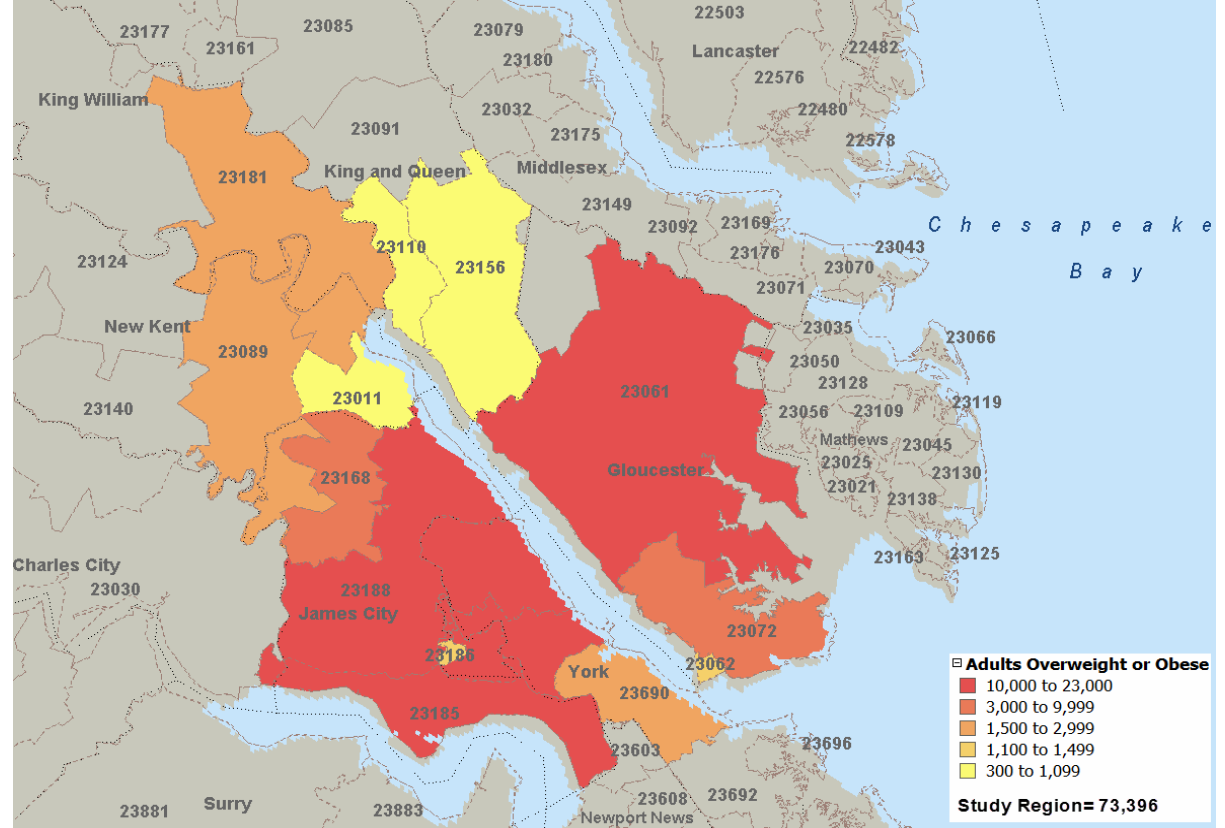 22503
23085
23079
23177
23161
22482
Lancaster
23180
22576
King William
23032
22480
23091
23175
22578
King and Queen
Middlesex
23181
23149
23169
23092
Chesapeake
23110
23176
23043
23124
23156
23070
Bay
23071
New Kent
23035
23066
23089
23050
23128
23061
23011
23119
23140
23056
23109
Mathews
23045
23025
Gloucester
23168
23130
23021
23138
23163
23125
Charles City
23030
23188
James City
23072
23186
23062
York
Adults Overweight or Obese
10,000 to 23,000
3,000 to 9,999
1,500 to 2,999
1,100 to 1,499
300 to 1,099
Study Region= 73,396
23690
23185
23603
23696
23608
23692
Surry
23881
23883
Newport News